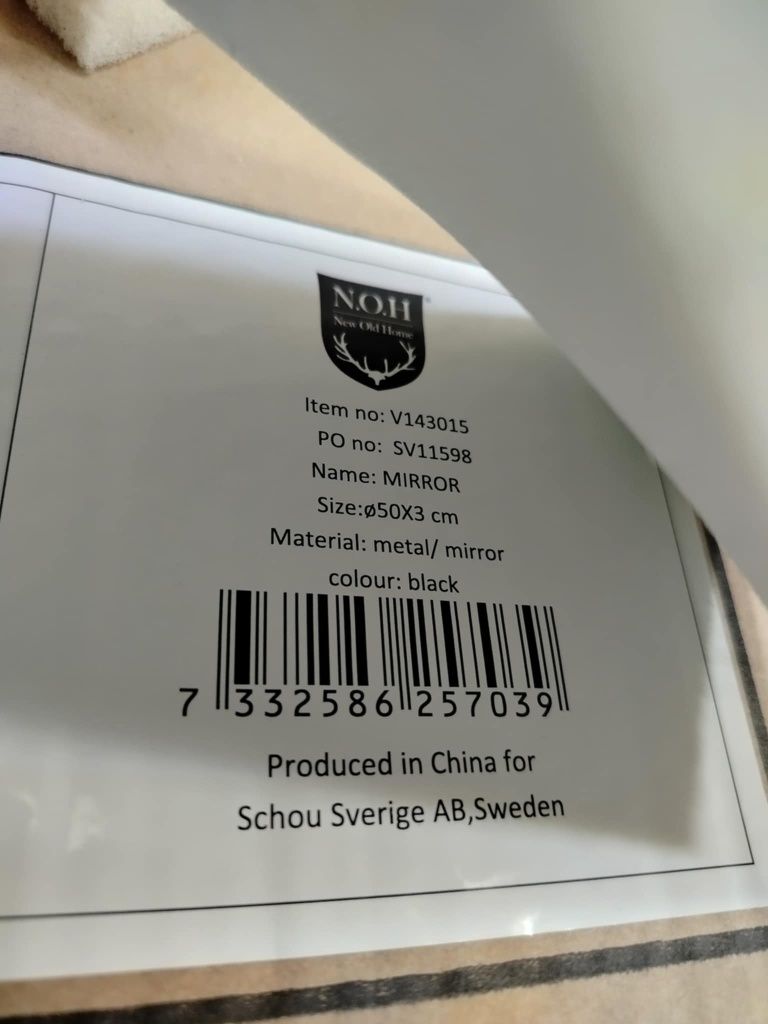 N.O.H
New Old Home
Item no: V143015
PO no: SV11598
Name: MIRROR
Size:ø50X3 cm
Material: metal/ mirror
colour: black
7 332586 257039
Produced in China for
Schou Sverige AB,Sweden